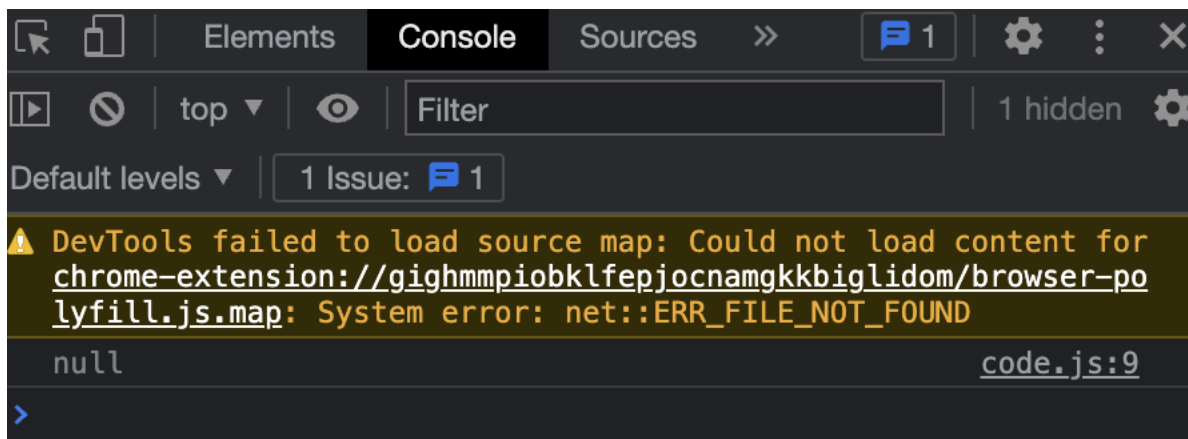 Elements Console Sources 1
top Filter 1 hidden
Default levels 1 Issue: 1
DevTools failed to load source map: Could not load content for
chrome-extension://gighmmpiobklfepjocnamgkkbiglidom/browser-po
lyfill.js.map: System error: net::ERR_FILE_NOT_FOUND
null code.js:9